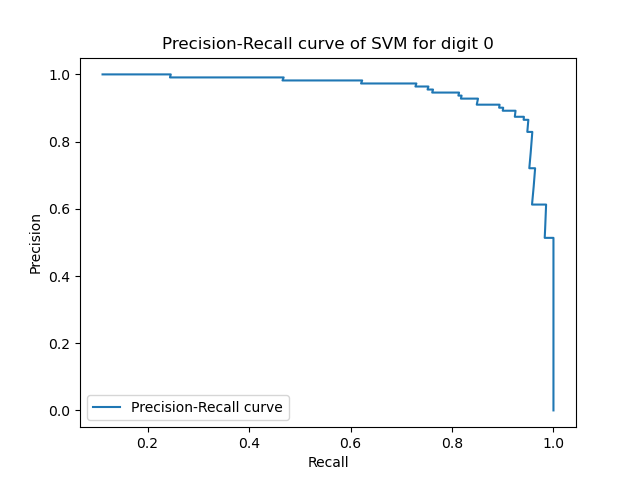 Precision-Recall curve of SVM for digit 0
1.0
0.8
0.6
0.4
0.2
0.0
Precision
Precision-Recall curve
0.2 0.4 0.6 0.8 1.0
Recall